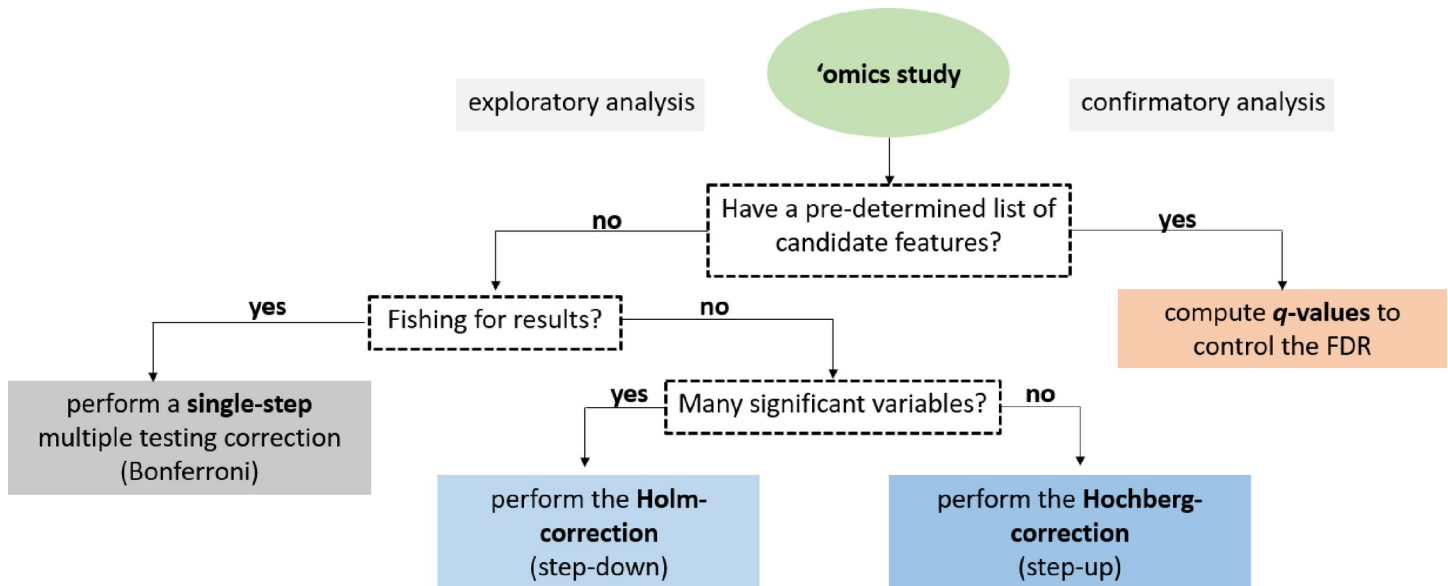 ‘omics study
exploratory analysis
confirmatory analysis
Have a pre-determined list of
candidate features?
no
yes
Fishing for results?
yes
no
compute q-values to
control the FDR
perform a single-step
multiple testing correction
(Bonferroni)
Many significant variables?
yes
no
perform the Holm-
correction
(step-down)
perform the Hochberg-
correction
(step-up)